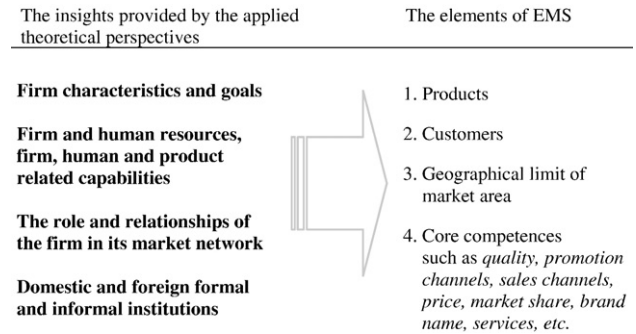 The insights provided by the applied
theoretical perspectives
Firm characteristics and goals
Firm and human resources,
firm, human and product
related capabilities
The role and relationships of
the firm in its market network
Domestic and foreign formal
and informal institutions
The elements of EMS
1. Products
2. Customers
3. Geographical limit of
market area
4. Core competences
such as quality, promotion
channels, sales channels,
price, market share, brand
name, services, etc.